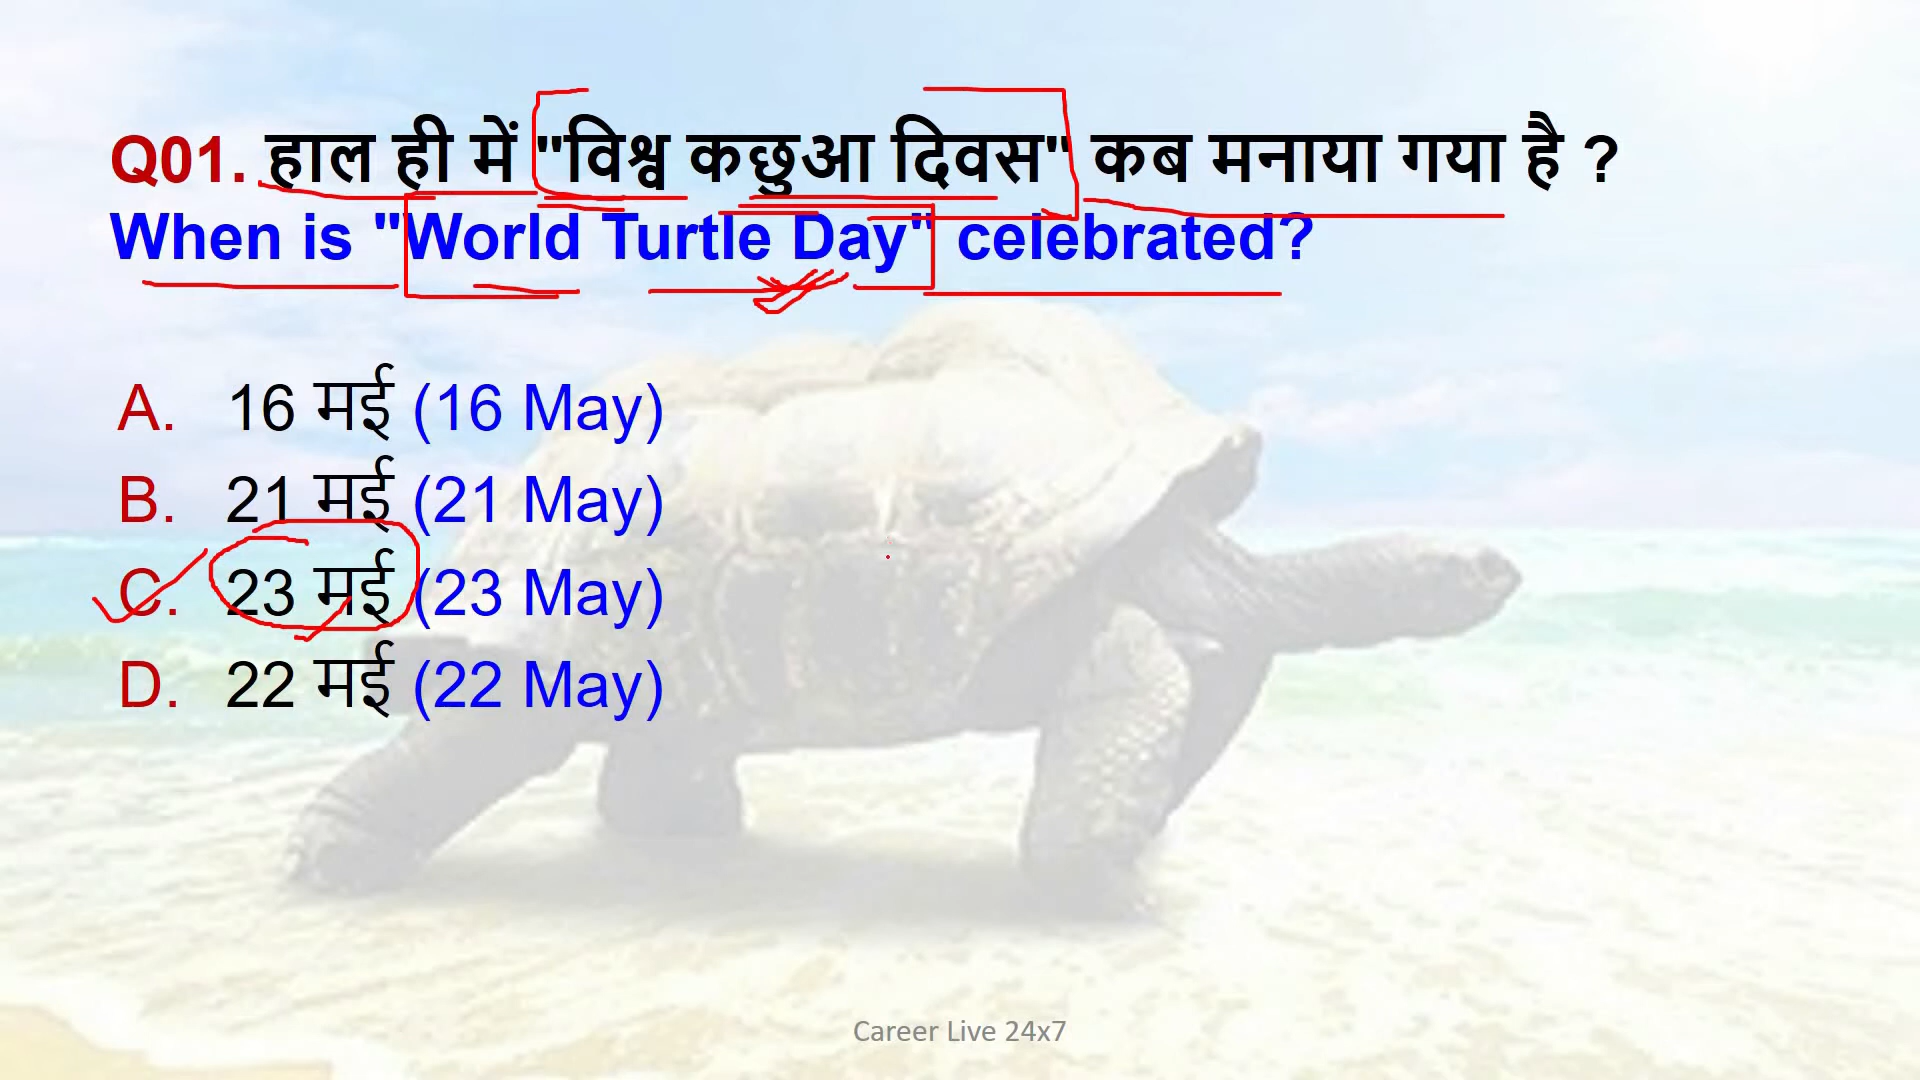 Q01. हाल ही में "विश्व कछुआ दिवस" कब मनाया गया है ?
When is "World Turtle Day" celebrated?
A. 16 मई (16 May)
B. 21 मई (21 May)
C. 23 मई (23 May)
D. 22 मई (22 May)
Career Live 24x7